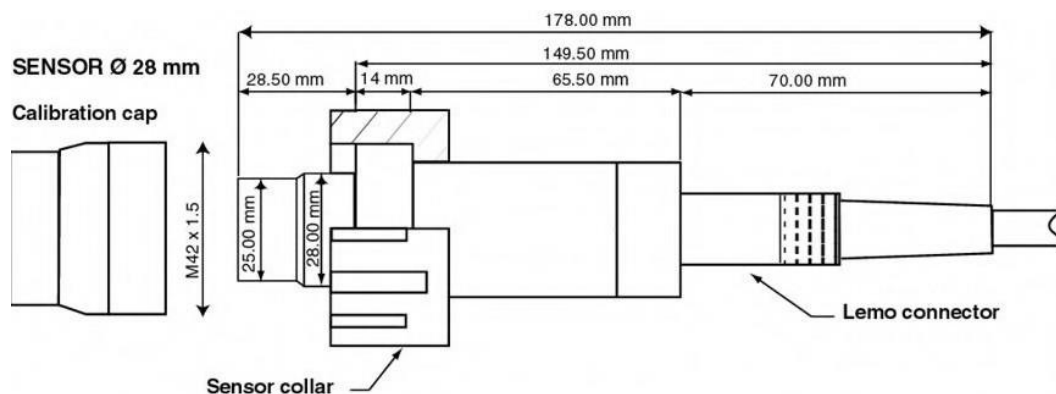 178.00 mm
149.50 mm
SENSOR Ø 28 mm
28.50 mm
14 mm
65.50 mm
70.00 mm
Calibration cap
M42 x 1.5
25.00 mm
28.00 mm
Lemo connector
Sensor collar